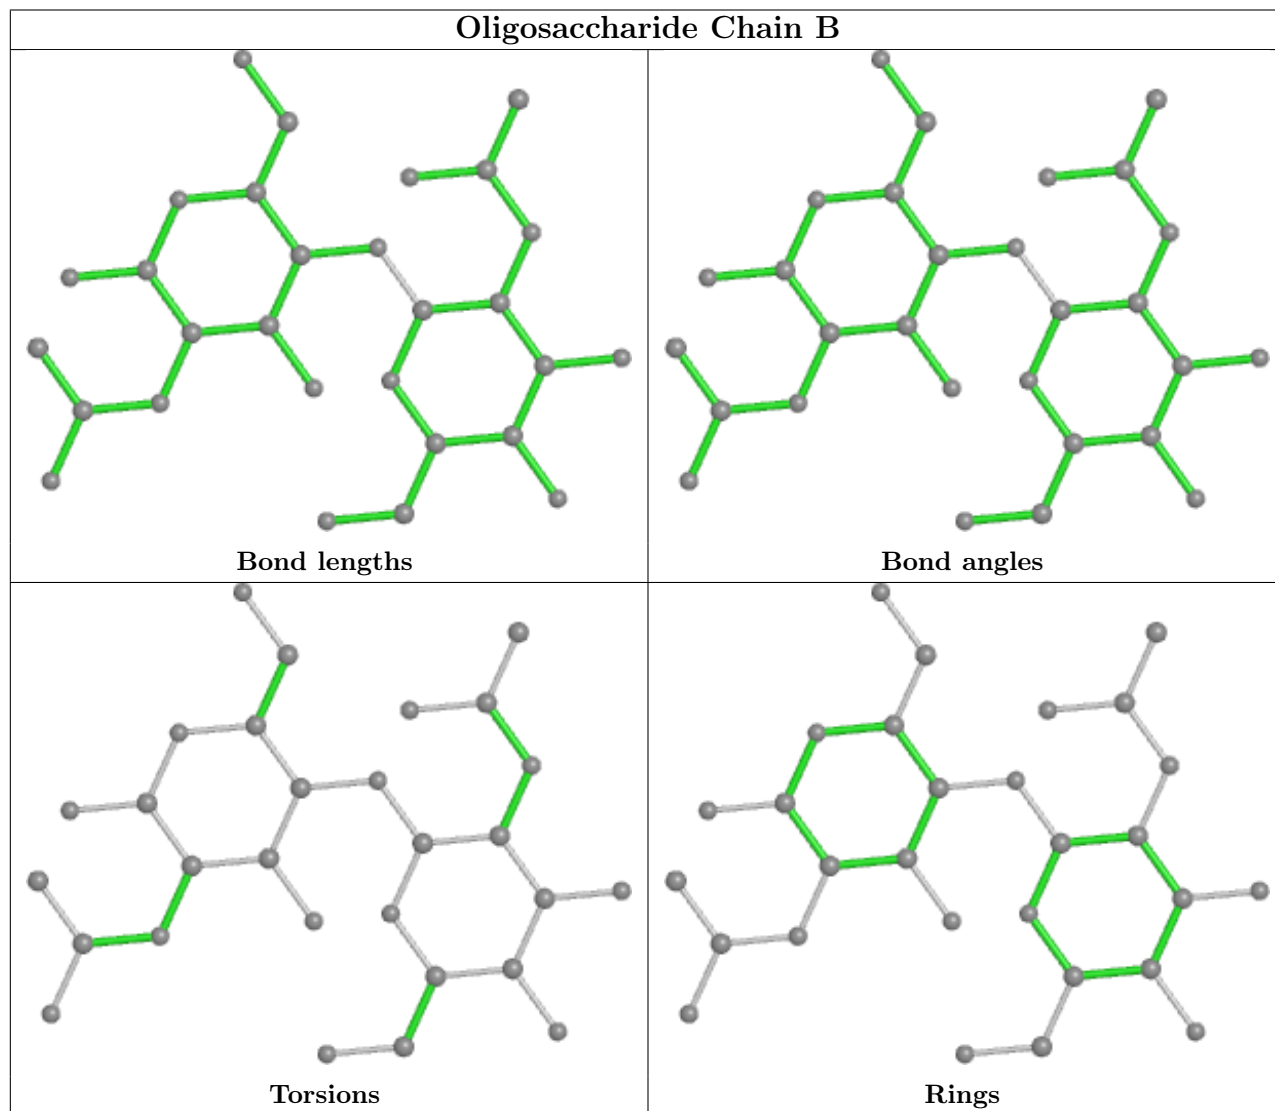 Oligosaccharide Chain B
Bond lengths
Bond angles
Torsions
Rings